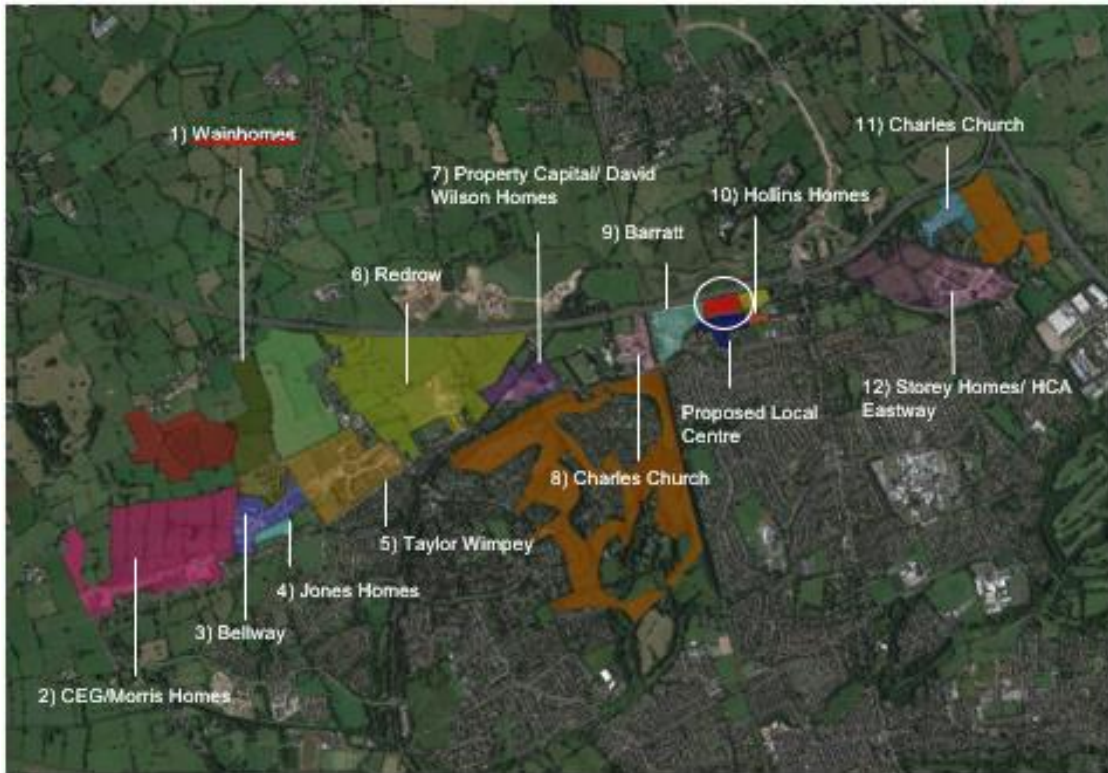 1) Wainhomes
2) CEG/Morris Homes
3) Bellway
4) Jones Homes
5) Taylor Wimpey
6) Redrow
7) Property Capital/ David
Wilson Homes
8) Charles Church
9) Barratt
10) Hollins Homes
Proposed Local
Centre
11) Charles Church
12) Storey Homes/ HCA
Eastway